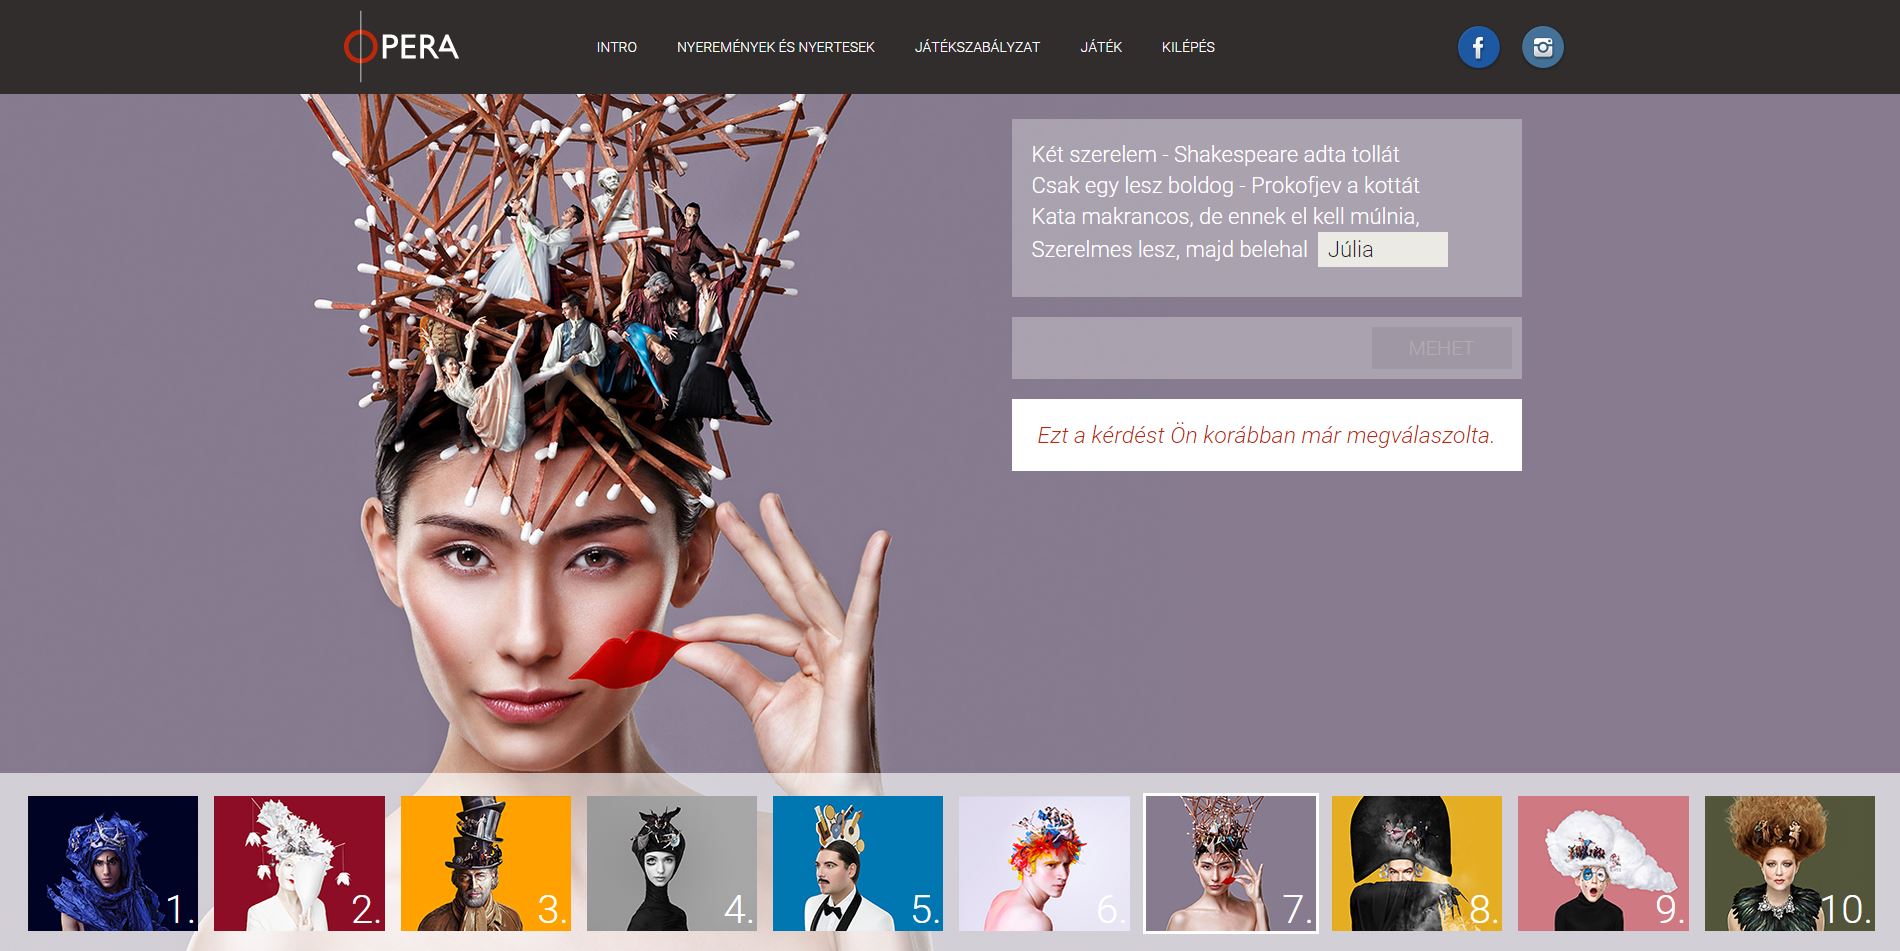 OPERA
INTRO
NYEREMÉNYEK ÉS NYERTESEK
JÁTÉKSZABÁLYZAT
JÁTÉK
KILÉPÉS
f
Két szerelem - Shakespeare adta tollát
Csak egy lesz boldog - Prokofjev a kottát
Kata makrancos, de ennek el kell múlnia,
Szerelmes lesz, majd belehal Júlia
MEHET
Ezt a kérdést Ön korábban már megválaszolta.
1.
2.
3.
4.
5.
6.
7.
8.
9.
10.